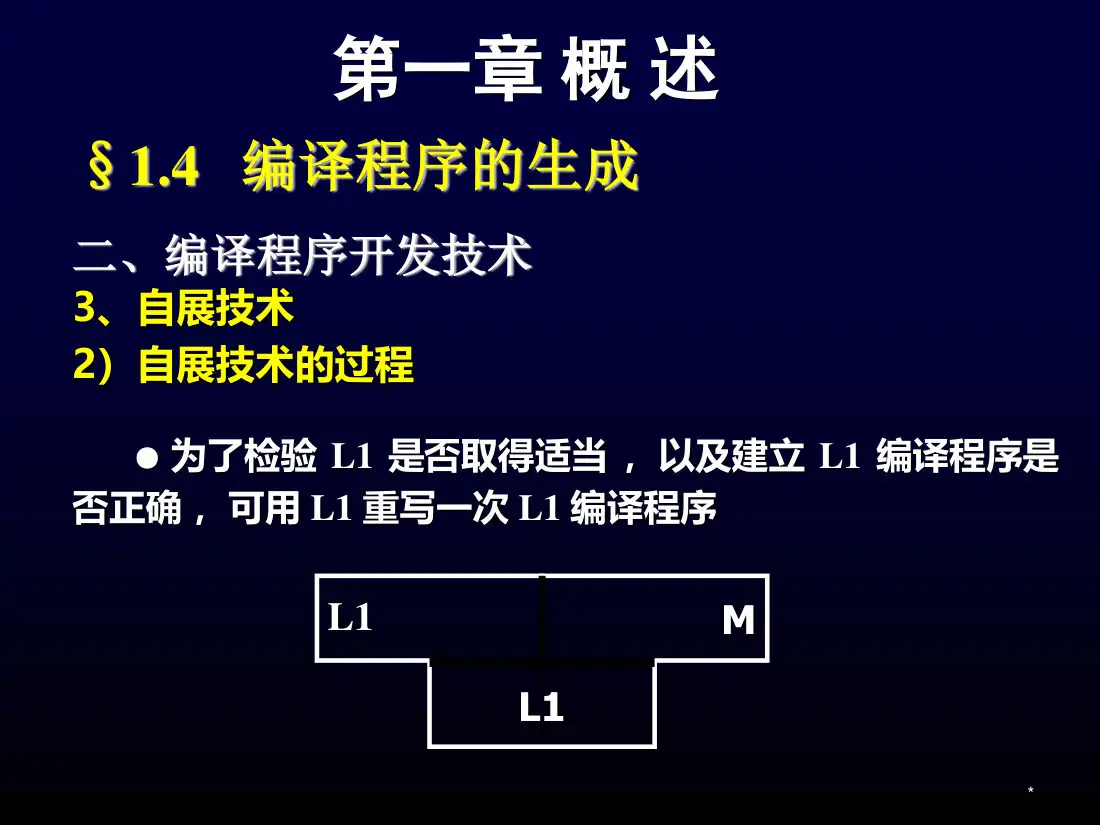 第一章 概 述
§1.4 编译程序的生成
二、编译程序开发技术
3、自展技术
2）自展技术的过程
●为了检验 L1 是否取得适当 ，以及建立 L1 编译程序是
否正确 ，可用 L1 重写一次 L1 编译程序
L1
M
L1
*